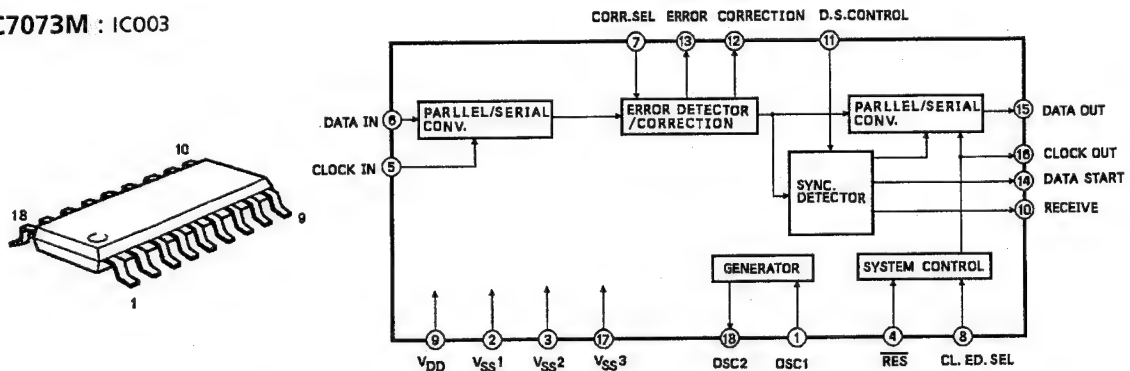 C7073M : IC003
CORR.SEL ERROR CORRECTION D.S.CONTROL
7 13 12 11
DATA IN 6
PARLLEL/SERIAL CONV.
ERROR DETECTOR /CORRECTION
PARLLEL/SERIAL CONV.
15 DATA OUT
CLOCK IN 5
16 CLOCK OUT
SYNC. DETECTOR
14 DATA START
10 RECEIVE
10
18
9
1
GENERATOR
SYSTEM CONTROL
9 2 3 17 18 1 4 8
VDD VSS1 VSS2 VSS3 OSC2 OSC1 RES CL. ED. SEL